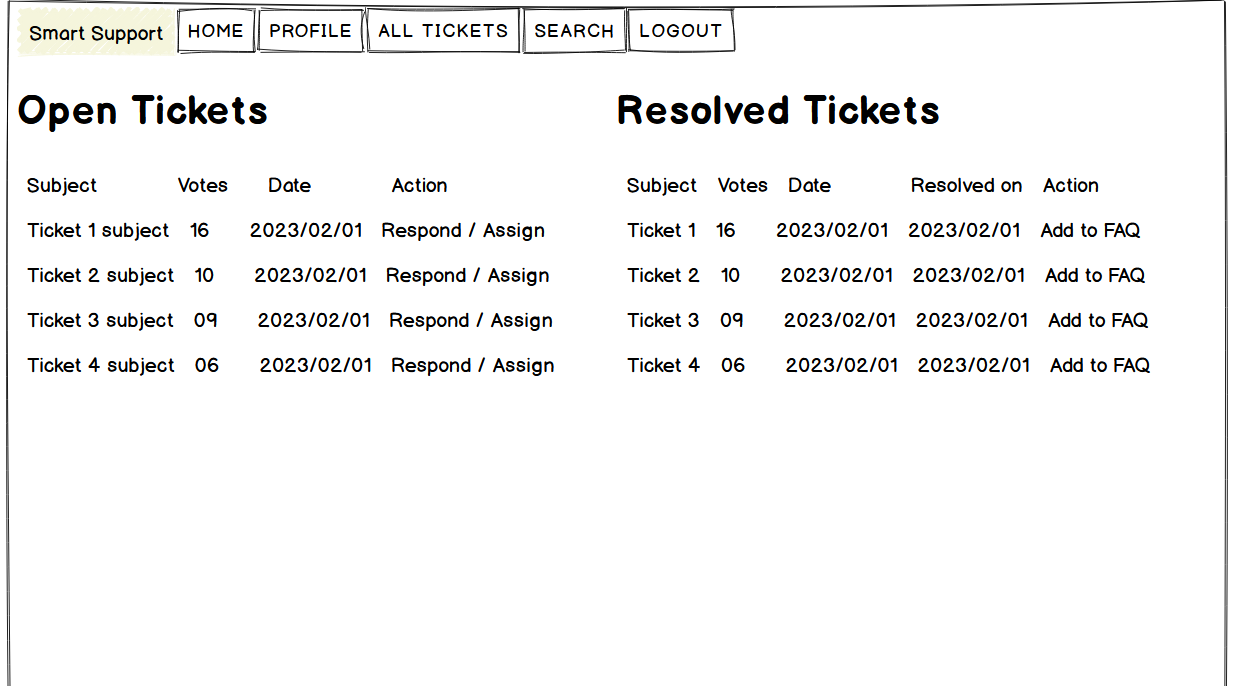 Smart Support HOME PROFILE ALL TICKETS SEARCH LOGOUT
Open Tickets
Subject Votes Date Action
Ticket 1 subject 16 2023/02/01 Respond / Assign
Ticket 2 subject 10 2023/02/01 Respond / Assign
Ticket 3 subject 09 2023/02/01 Respond / Assign
Ticket 4 subject 06 2023/02/01 Respond / Assign
Resolved Tickets
Subject Votes Date Resolved on Action
Ticket 1 16 2023/02/01 2023/02/01 Add to FAQ
Ticket 2 10 2023/02/01 2023/02/01 Add to FAQ
Ticket 3 09 2023/02/01 2023/02/01 Add to FAQ
Ticket 4 06 2023/02/01 2023/02/01 Add to FAQ